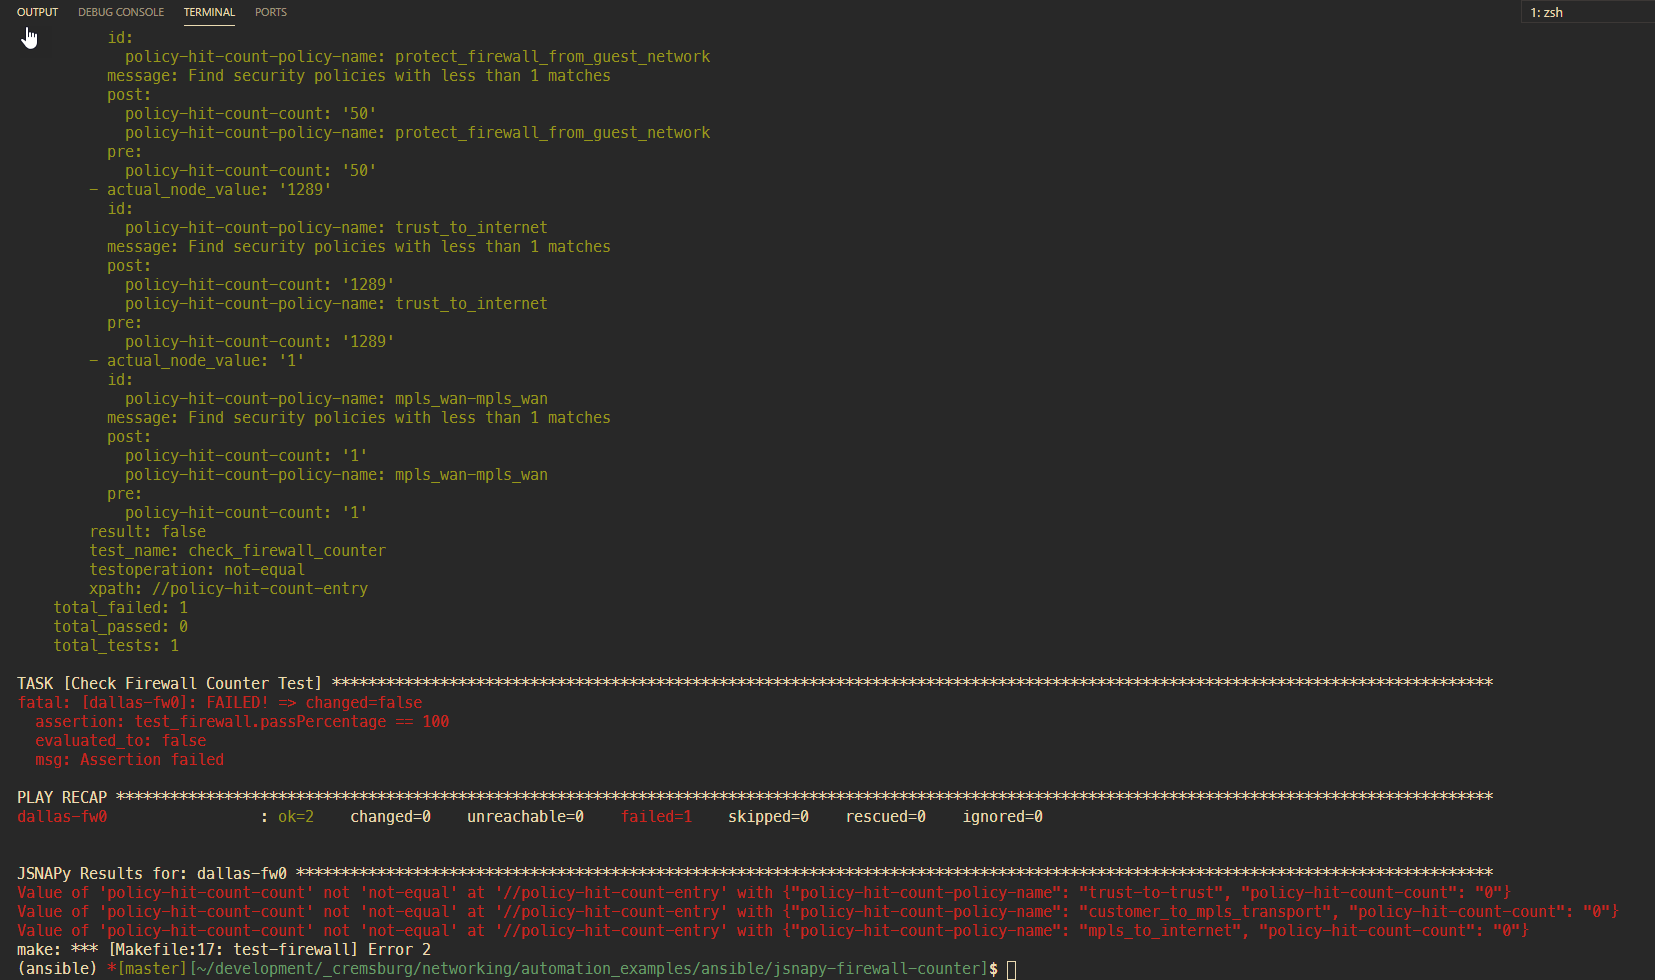 OUTPUT DEBUG CONSOLE TERMINAL PORTS 1: zsh
id:
policy-hit-count-policy-name: protect_firewall_from_guest_network
message: Find security policies with less than 1 matches
post:
policy-hit-count-count: '50'
policy-hit-count-policy-name: protect_firewall_from_guest_network
pre:
policy-hit-count-count: '50'
- actual_node_value: '1289'
id:
policy-hit-count-policy-name: trust_to_internet
message: Find security policies with less than 1 matches
post:
policy-hit-count-count: '1289'
policy-hit-count-policy-name: trust_to_internet
pre:
policy-hit-count-count: '1289'
- actual_node_value: '1'
id:
policy-hit-count-policy-name: mpls_wan-mpls_wan
message: Find security policies with less than 1 matches
post:
policy-hit-count-count: '1'
policy-hit-count-policy-name: mpls_wan-mpls_wan
pre:
policy-hit-count-count: '1'
result: false
test_name: check_firewall_counter
testoperation: not-equal
xpath: //policy-hit-count-entry
total_failed: 1
total_passed: 0
total_tests: 1
TASK [Check Firewall Counter Test] *********************************************************************************************************************************
fatal: [dallas-fw0]: FAILED! => changed=false
assertion: test_firewall.passPercentage == 100
evaluated_to: false
msg: Assertion failed
PLAY RECAP *********************************************************************************************************************************************************
dallas-fw0 : ok=2 changed=0 unreachable=0 failed=1 skipped=0 rescued=0 ignored=0
JSNAPy Results for: dallas-fw0 *************************************************************************************************************************************
Value of 'policy-hit-count-count' not 'not-equal' at '//policy-hit-count-entry' with {"policy-hit-count-policy-name": "trust-to-trust", "policy-hit-count-count": "0"}
Value of 'policy-hit-count-count' not 'not-equal' at '//policy-hit-count-entry' with {"policy-hit-count-policy-name": "customer_to_mpls_transport", "policy-hit-count-count": "0"}
Value of 'policy-hit-count-count' not 'not-equal' at '//policy-hit-count-entry' with {"policy-hit-count-policy-name": "mpls_to_internet", "policy-hit-count-count": "0"}
make: *** [Makefile:17: test-firewall] Error 2
(ansible) *[master][~/development/_cremsburg/networking/automation_examples/ansible/jsnapy-firewall-counter]$